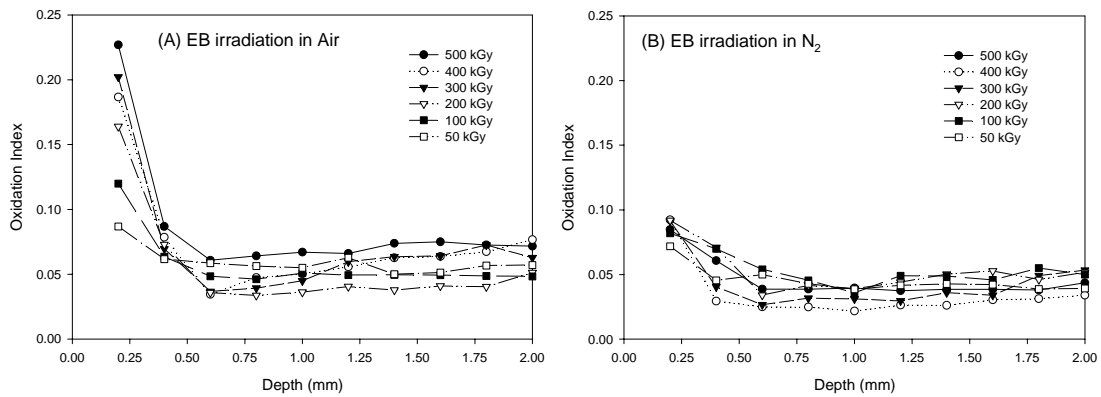 (A) EB irradiation in Air
500 kGy
400 kGy
300 kGy
200 kGy
100 kGy
50 kGy
Oxidation Index
0.25
0.20
0.15
0.10
0.05
0.00
0.00 0.25 0.50 0.75 1.00 1.25 1.50 1.75 2.00
Depth (mm)
(B) EB irradiation in N₂
500 kGy
400 kGy
300 kGy
200 kGy
100 kGy
50 kGy
Oxidation Index
0.25
0.20
0.15
0.10
0.05
0.00
0.00 0.25 0.50 0.75 1.00 1.25 1.50 1.75 2.00
Depth (mm)